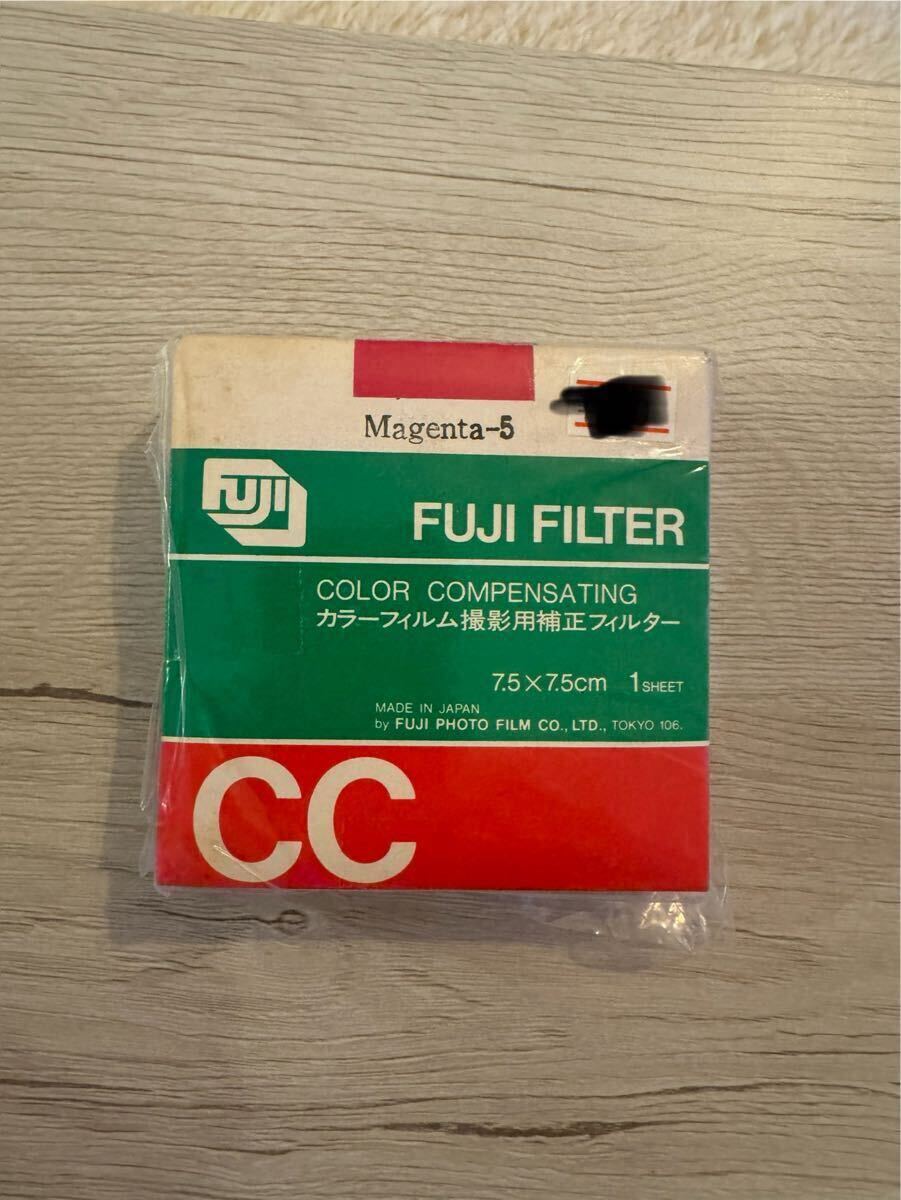 Magenta-5
FUJI
FUJI FILTER
COLOR COMPENSATING
カラーフィルム撮影用補正フィルター
7.5×7.5cm 1 SHEET
MADE IN JAPAN
by FUJI PHOTO FILM CO., LTD., TOKYO 106.
CC